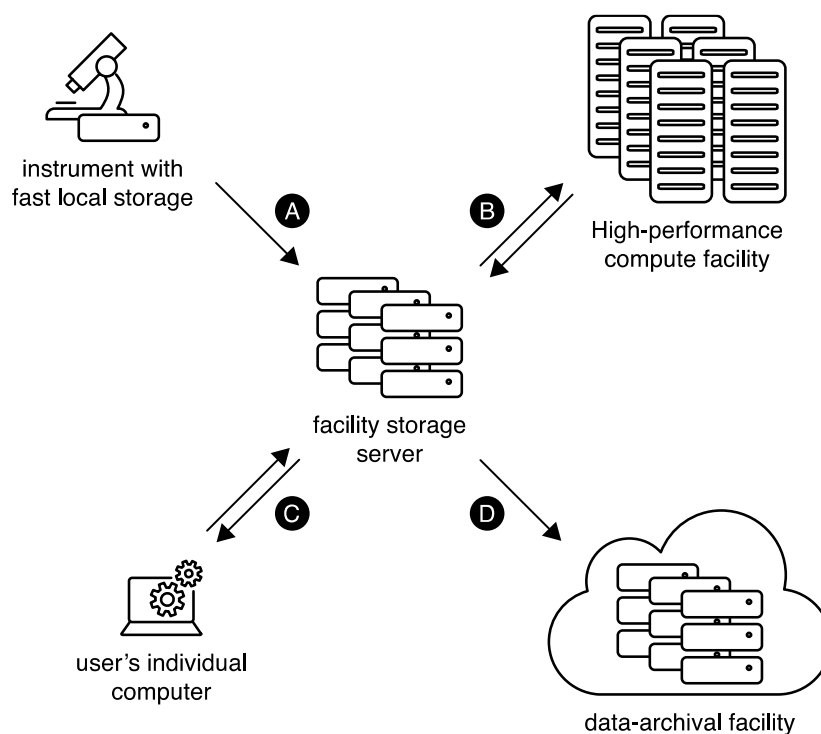 instrument with
fast local storage
A
B
High-performance
compute facility
facility storage
server
C
D
user's individual
computer
data-archival facility